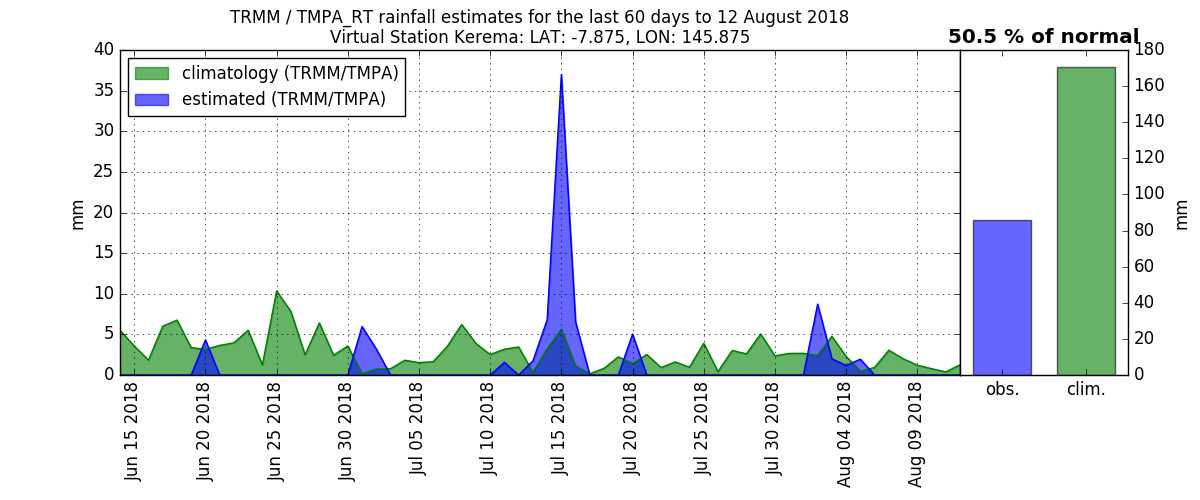 TRMM / TMPA_RT rainfall estimates for the last 60 days to 12 August 2018
Virtual Station Kerema: LAT: -7.875, LON: 145.875
50.5 % of normal
climatology (TRMM/TMPA)
estimated (TRMM/TMPA)
40
35
30
25
20
15
10
5
0
mm
Jun 15 2018
Jun 20 2018
Jun 25 2018
Jun 30 2018
Jul 05 2018
Jul 10 2018
Jul 15 2018
Jul 20 2018
Jul 25 2018
Jul 30 2018
Aug 04 2018
Aug 09 2018
180
160
140
120
100
80
60
40
20
0
mm
obs.
clim.